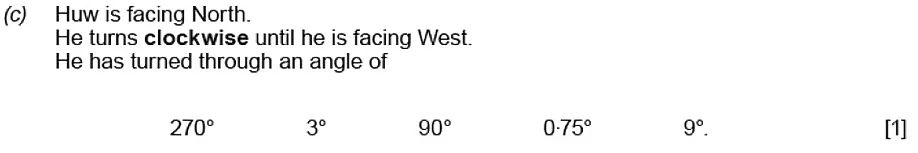 (c) Huw is facing North.
He turns clockwise until he is facing West.
He has turned through an angle of
270° 3° 90° 0·75° 9°. [1]